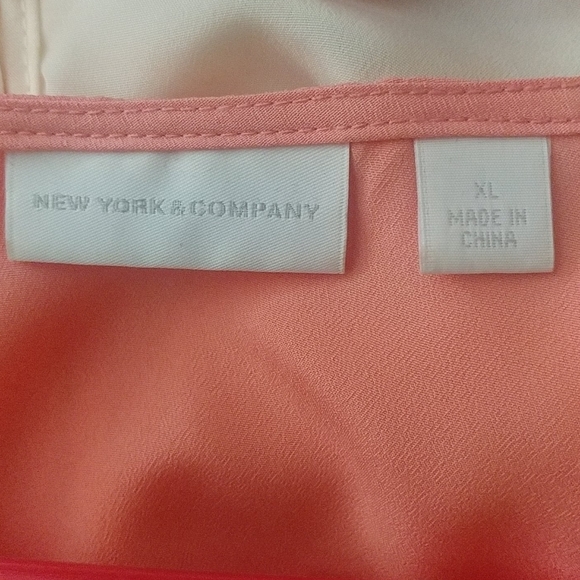 NEW YORK & COMPANY
XL
MADE IN
CHINA